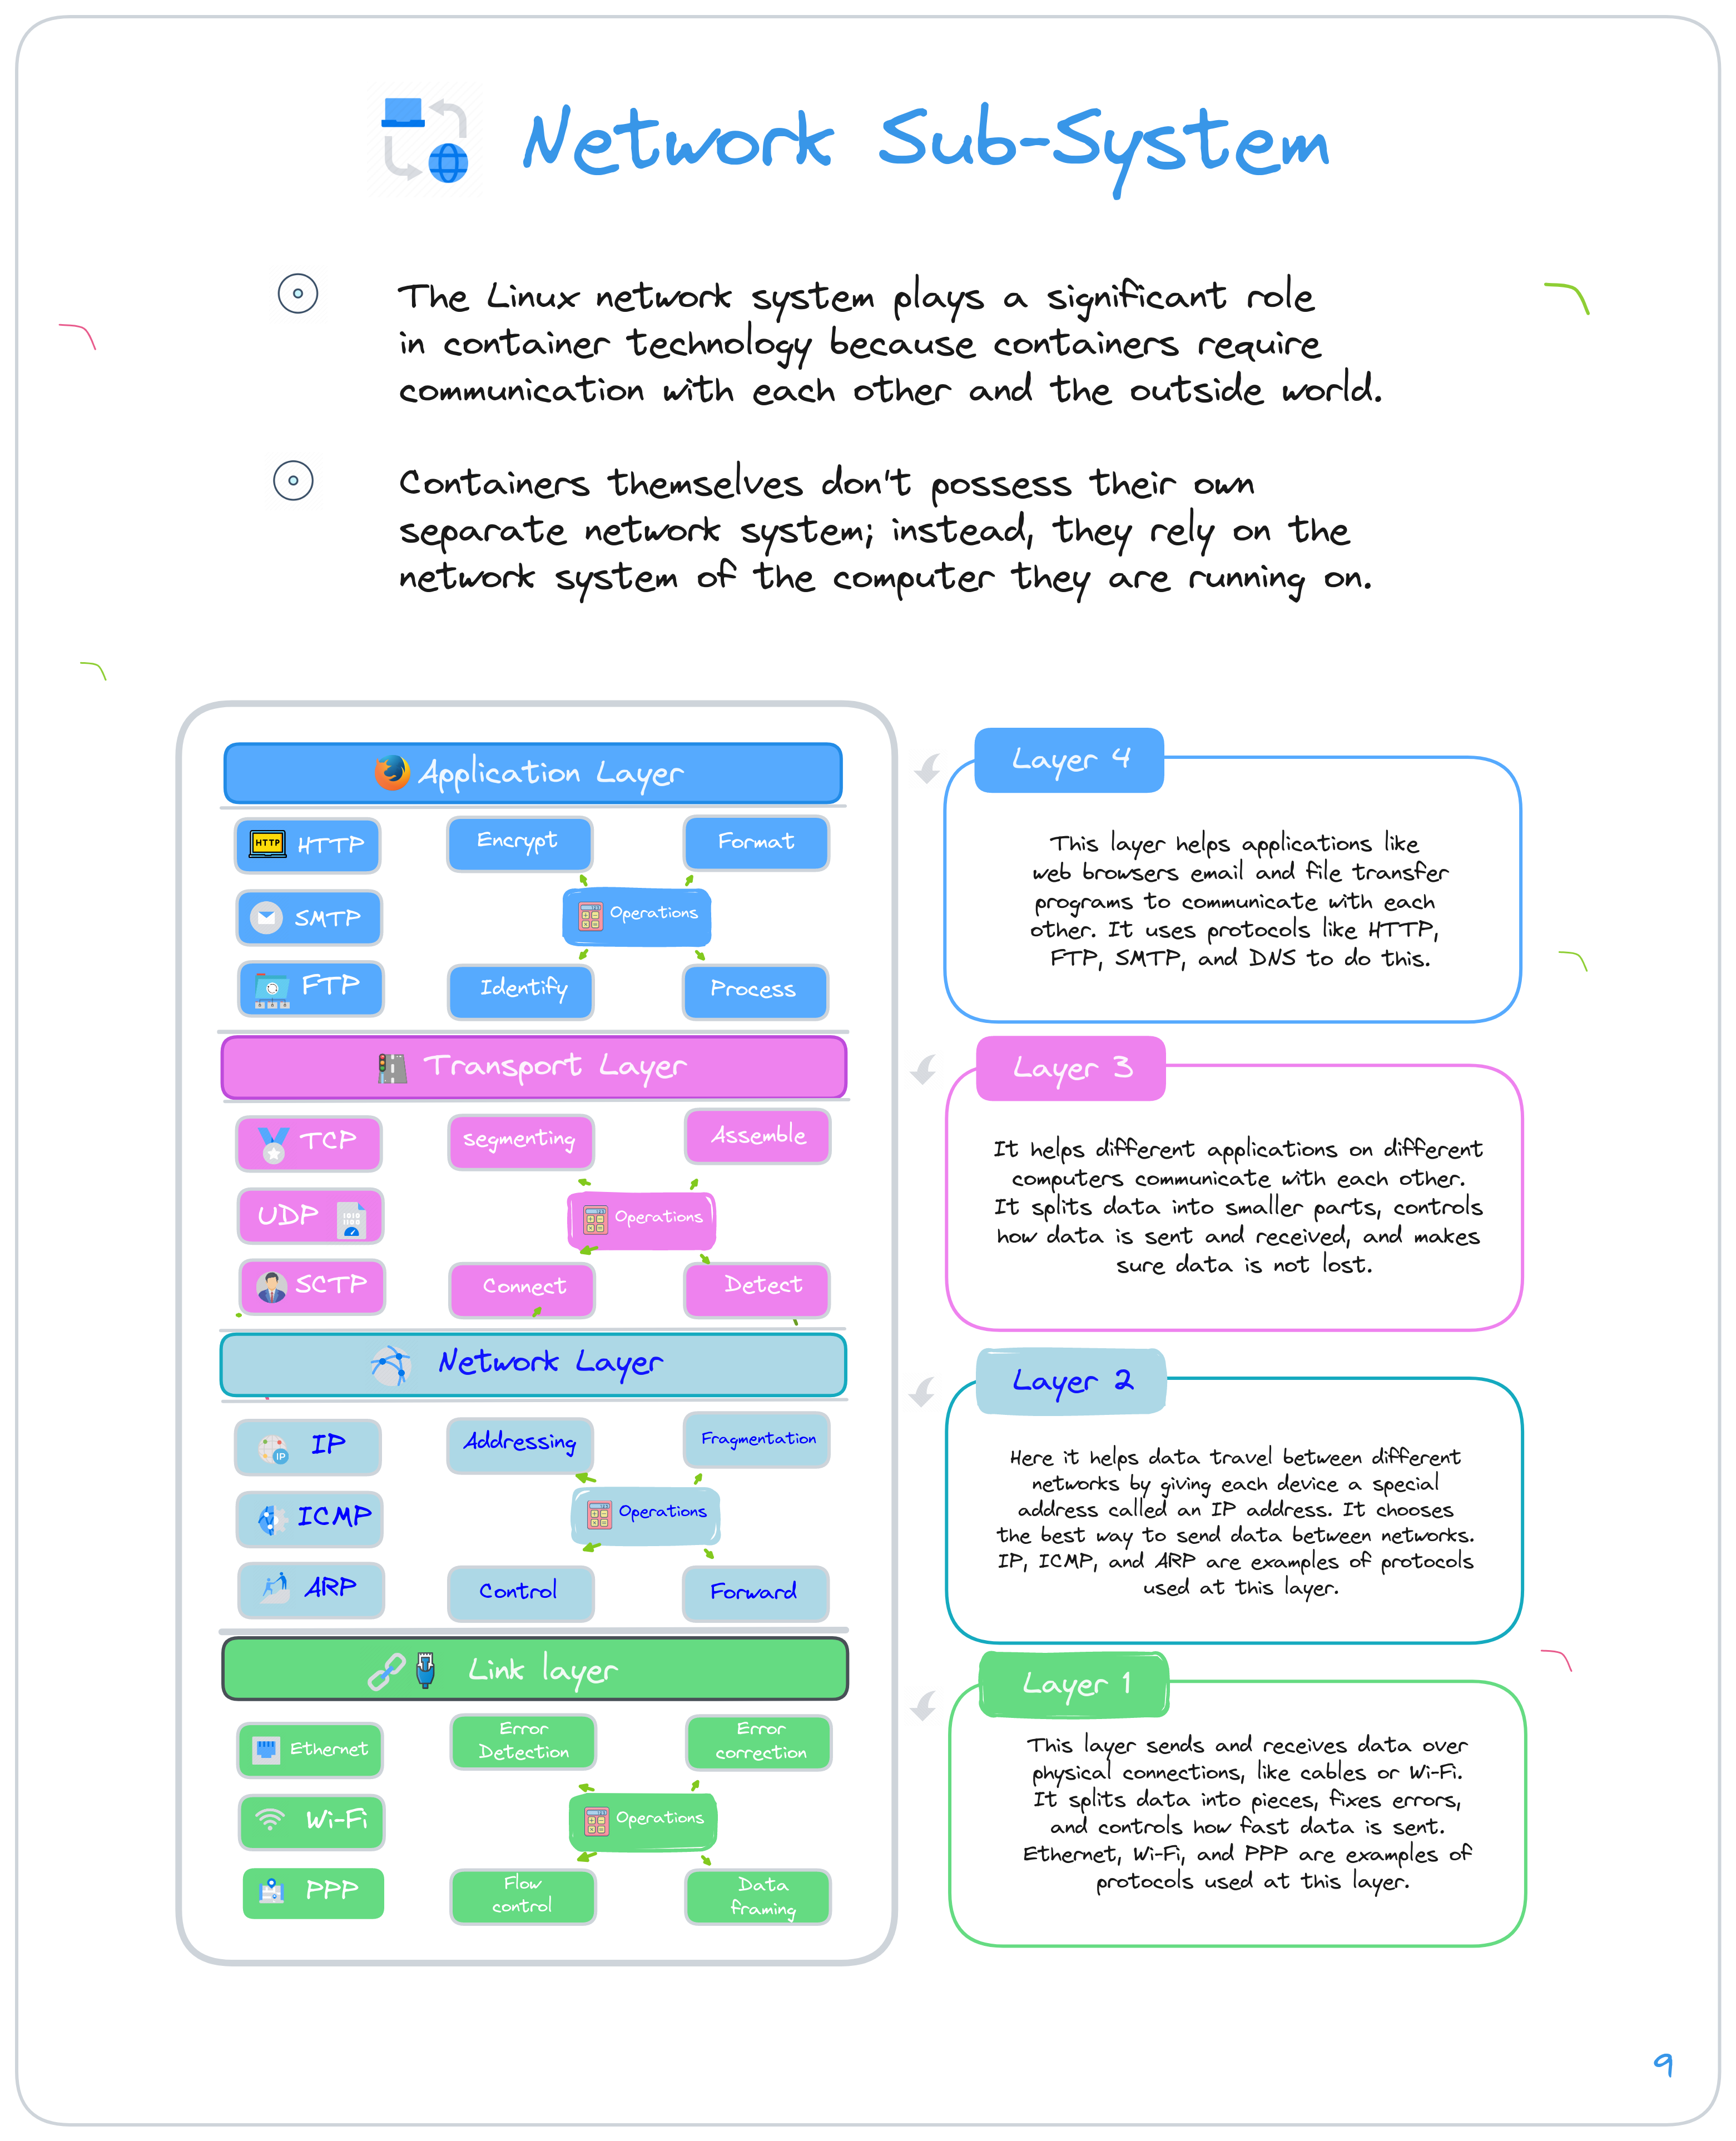 Network Sub-System
The Linux network system plays a significant role
in container technology because containers require
communication with each other and the outside world.
Containers themselves don't possess their own
separate network system; instead, they rely on the
network system of the computer they are running on.
Application Layer
HTTP
HTTP
Encrypt
Format
SMTP
Operations
FTP
Identify
Process
Layer 4
This layer helps applications like
web browsers email and file transfer
programs to communicate with each
other. It uses protocols like HTTP,
FTP, SMTP, and DNS to do this.
Transport Layer
TCP
segmenting
Assemble
UDP
Operations
SCTP
Connect
Detect
Layer 3
It helps different applications on different
computers communicate with each other.
It splits data into smaller parts, controls
how data is sent and received, and makes
sure data is not lost.
Network Layer
IP
IP
Addressing
Fragmentation
ICMP
Operations
ARP
Control
Forward
Layer 2
Here it helps data travel between different
networks by giving each device a special
address called an IP address. It chooses
the best way to send data between networks.
IP, ICMP, and ARP are examples of protocols
used at this layer.
Link layer
Ethernet
Error
Detection
Error
correction
Wi-Fi
Operations
PPP
Flow
control
Data
framing
Layer 1
This layer sends and receives data over
physical connections, like cables or Wi-Fi.
It splits data into pieces, fixes errors,
and controls how fast data is sent.
Ethernet, Wi-Fi, and PPP are examples of
protocols used at this layer.
9